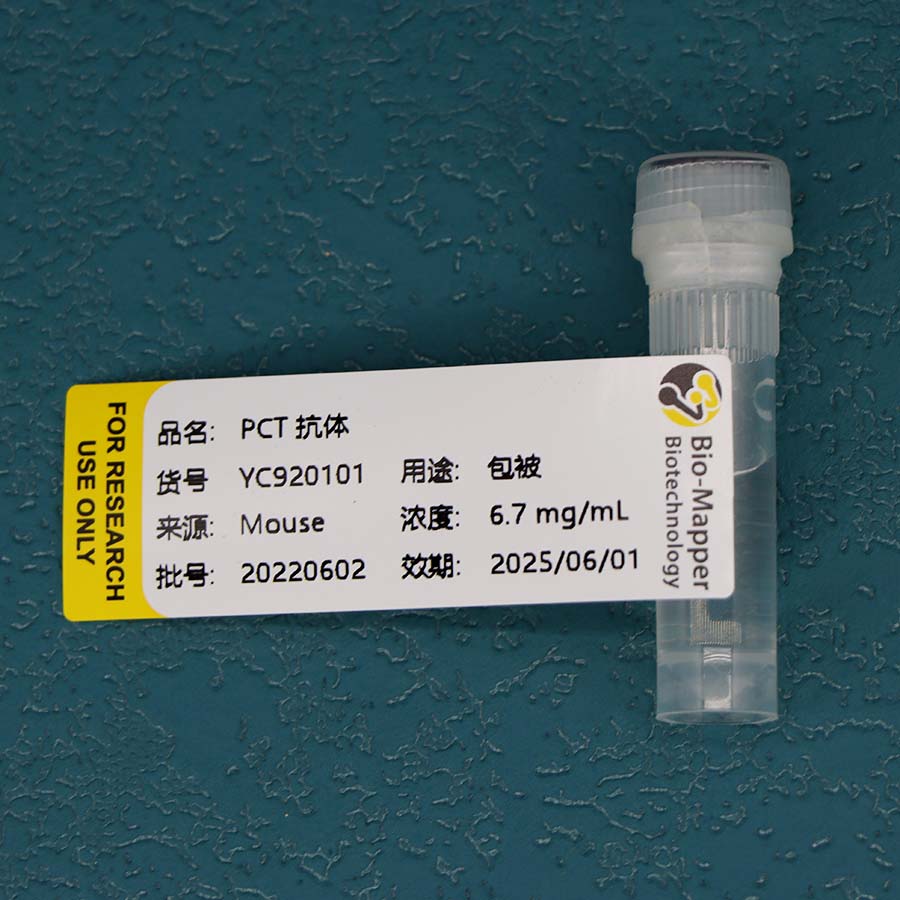 FOR RESEARCH
USE ONLY
品名: PCT 抗体
货号 YC920101 用途: 包被
来源: Mouse 浓度: 6.7 mg/mL
批号: 20220602 效期: 2025/06/01
Bio-Mapper
Biotechnology